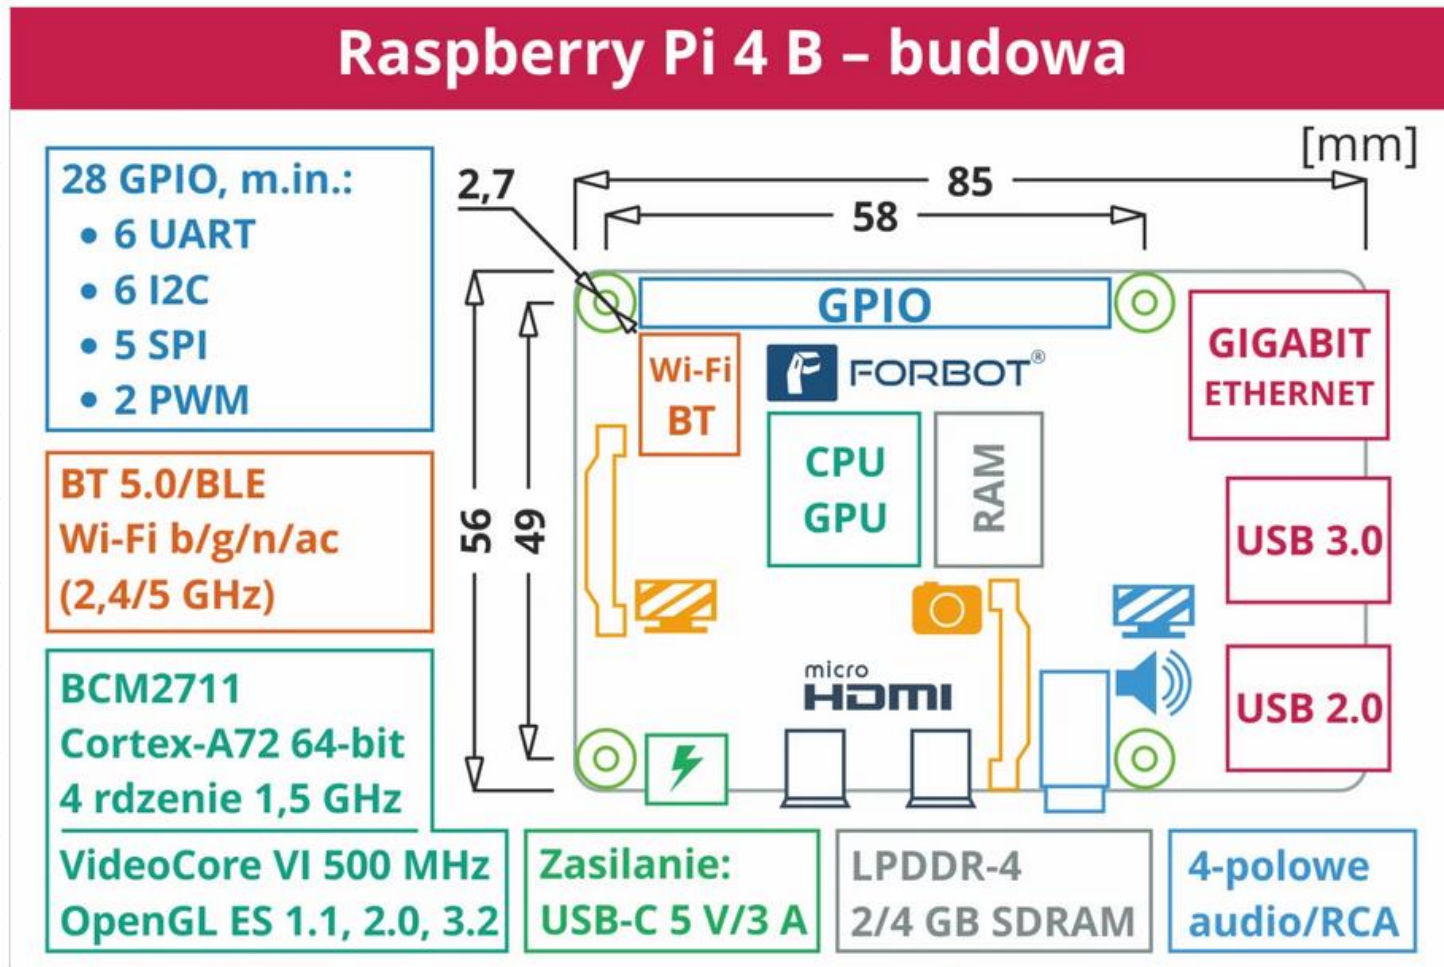 Raspberry Pi 4 B – budowa
[mm]
28 GPIO, m.in.:
• 6 UART
• 6 I2C
• 5 SPI
• 2 PWM
BT 5.0/BLE
Wi-Fi b/g/n/ac
(2,4/5 GHz)
BCM2711
Cortex-A72 64-bit
4 rdzenie 1,5 GHz
VideoCore VI 500 MHz
OpenGL ES 1.1, 2.0, 3.2
2,7
85
58
56
49
GPIO
Wi-Fi
BT
FORBOT®
CPU
GPU
RAM
GIGABIT
ETHERNET
USB 3.0
USB 2.0
micro
HDMI
Zasilanie:
USB-C 5 V/3 A
LPDDR-4
2/4 GB SDRAM
4-polowe
audio/RCA